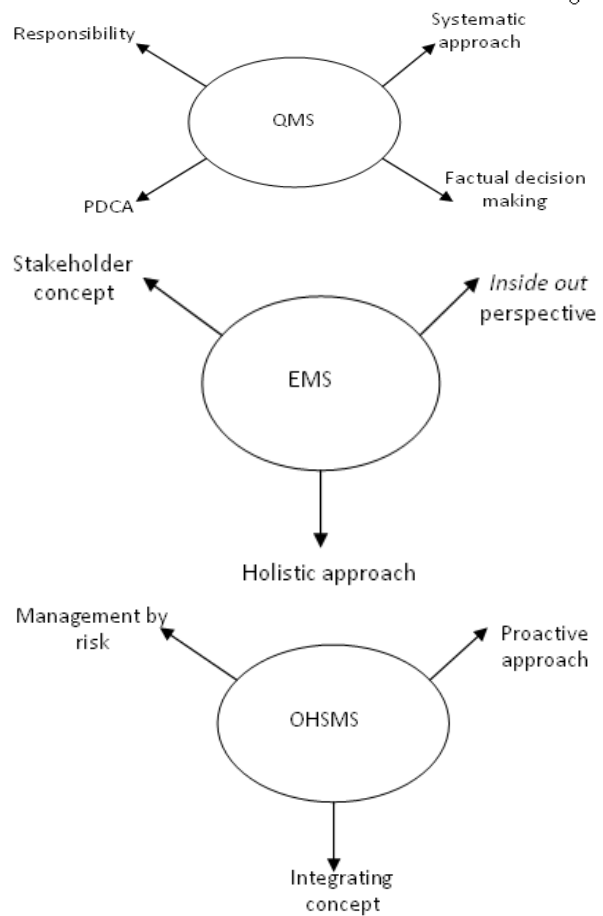 Responsibility
Systematic
approach
QMS
PDCA
Factual decision
making
Stakeholder
concept
Inside out
perspective
EMS
Holistic approach
Management by
risk
Proactive
approach
OHSMS
Integrating
concept